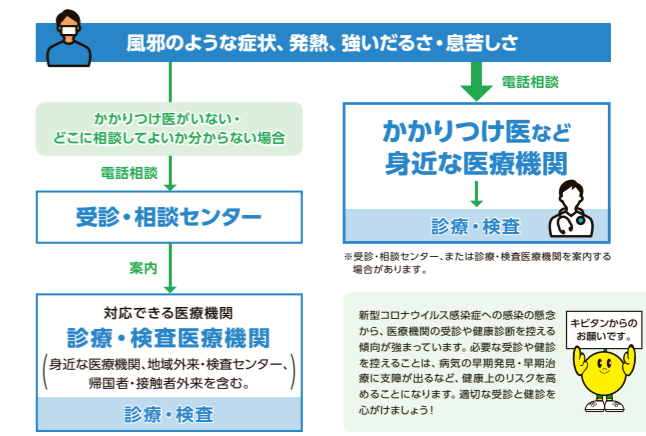 風邪のような症状、発熱、強いだるさ・息苦しさ
かかりつけ医がいない・
どこに相談してよいか分からない場合
電話相談
受診・相談センター
案内
対応できる医療機関
診療・検査医療機関
(身近な医療機関、地域外来・検査センター、
帰国者・接触者外来を含む。)
診療・検査
電話相談
かかりつけ医など
身近な医療機関
診療・検査
※受診・相談センター、または診療・検査医療機関を案内する
場合があります。
新型コロナウイルス感染症への感染の懸念
から、医療機関の受診や健康診断を控える
傾向が強まっています。必要な受診や健診
を控えることは、病気の早期発見・早期治
療に支障が出るなど、健康上のリスクを高
めることになります。適切な受診と健診を
心がけましょう!
キビタンからの
お願いです。